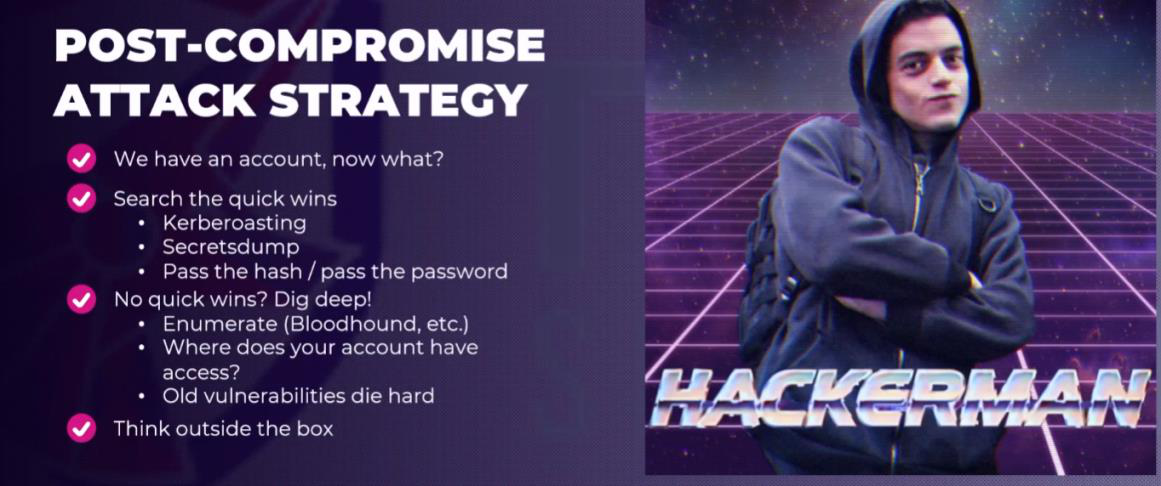 POST-COMPROMISE
ATTACK STRATEGY
We have an account, now what?
Search the quick wins
• Kerberoasting
• Secretsdump
• Pass the hash / pass the password
No quick wins? Dig deep!
• Enumerate (Bloodhound, etc.)
• Where does your account have
access?
• Old vulnerabilities die hard
Think outside the box
HACKERMAN